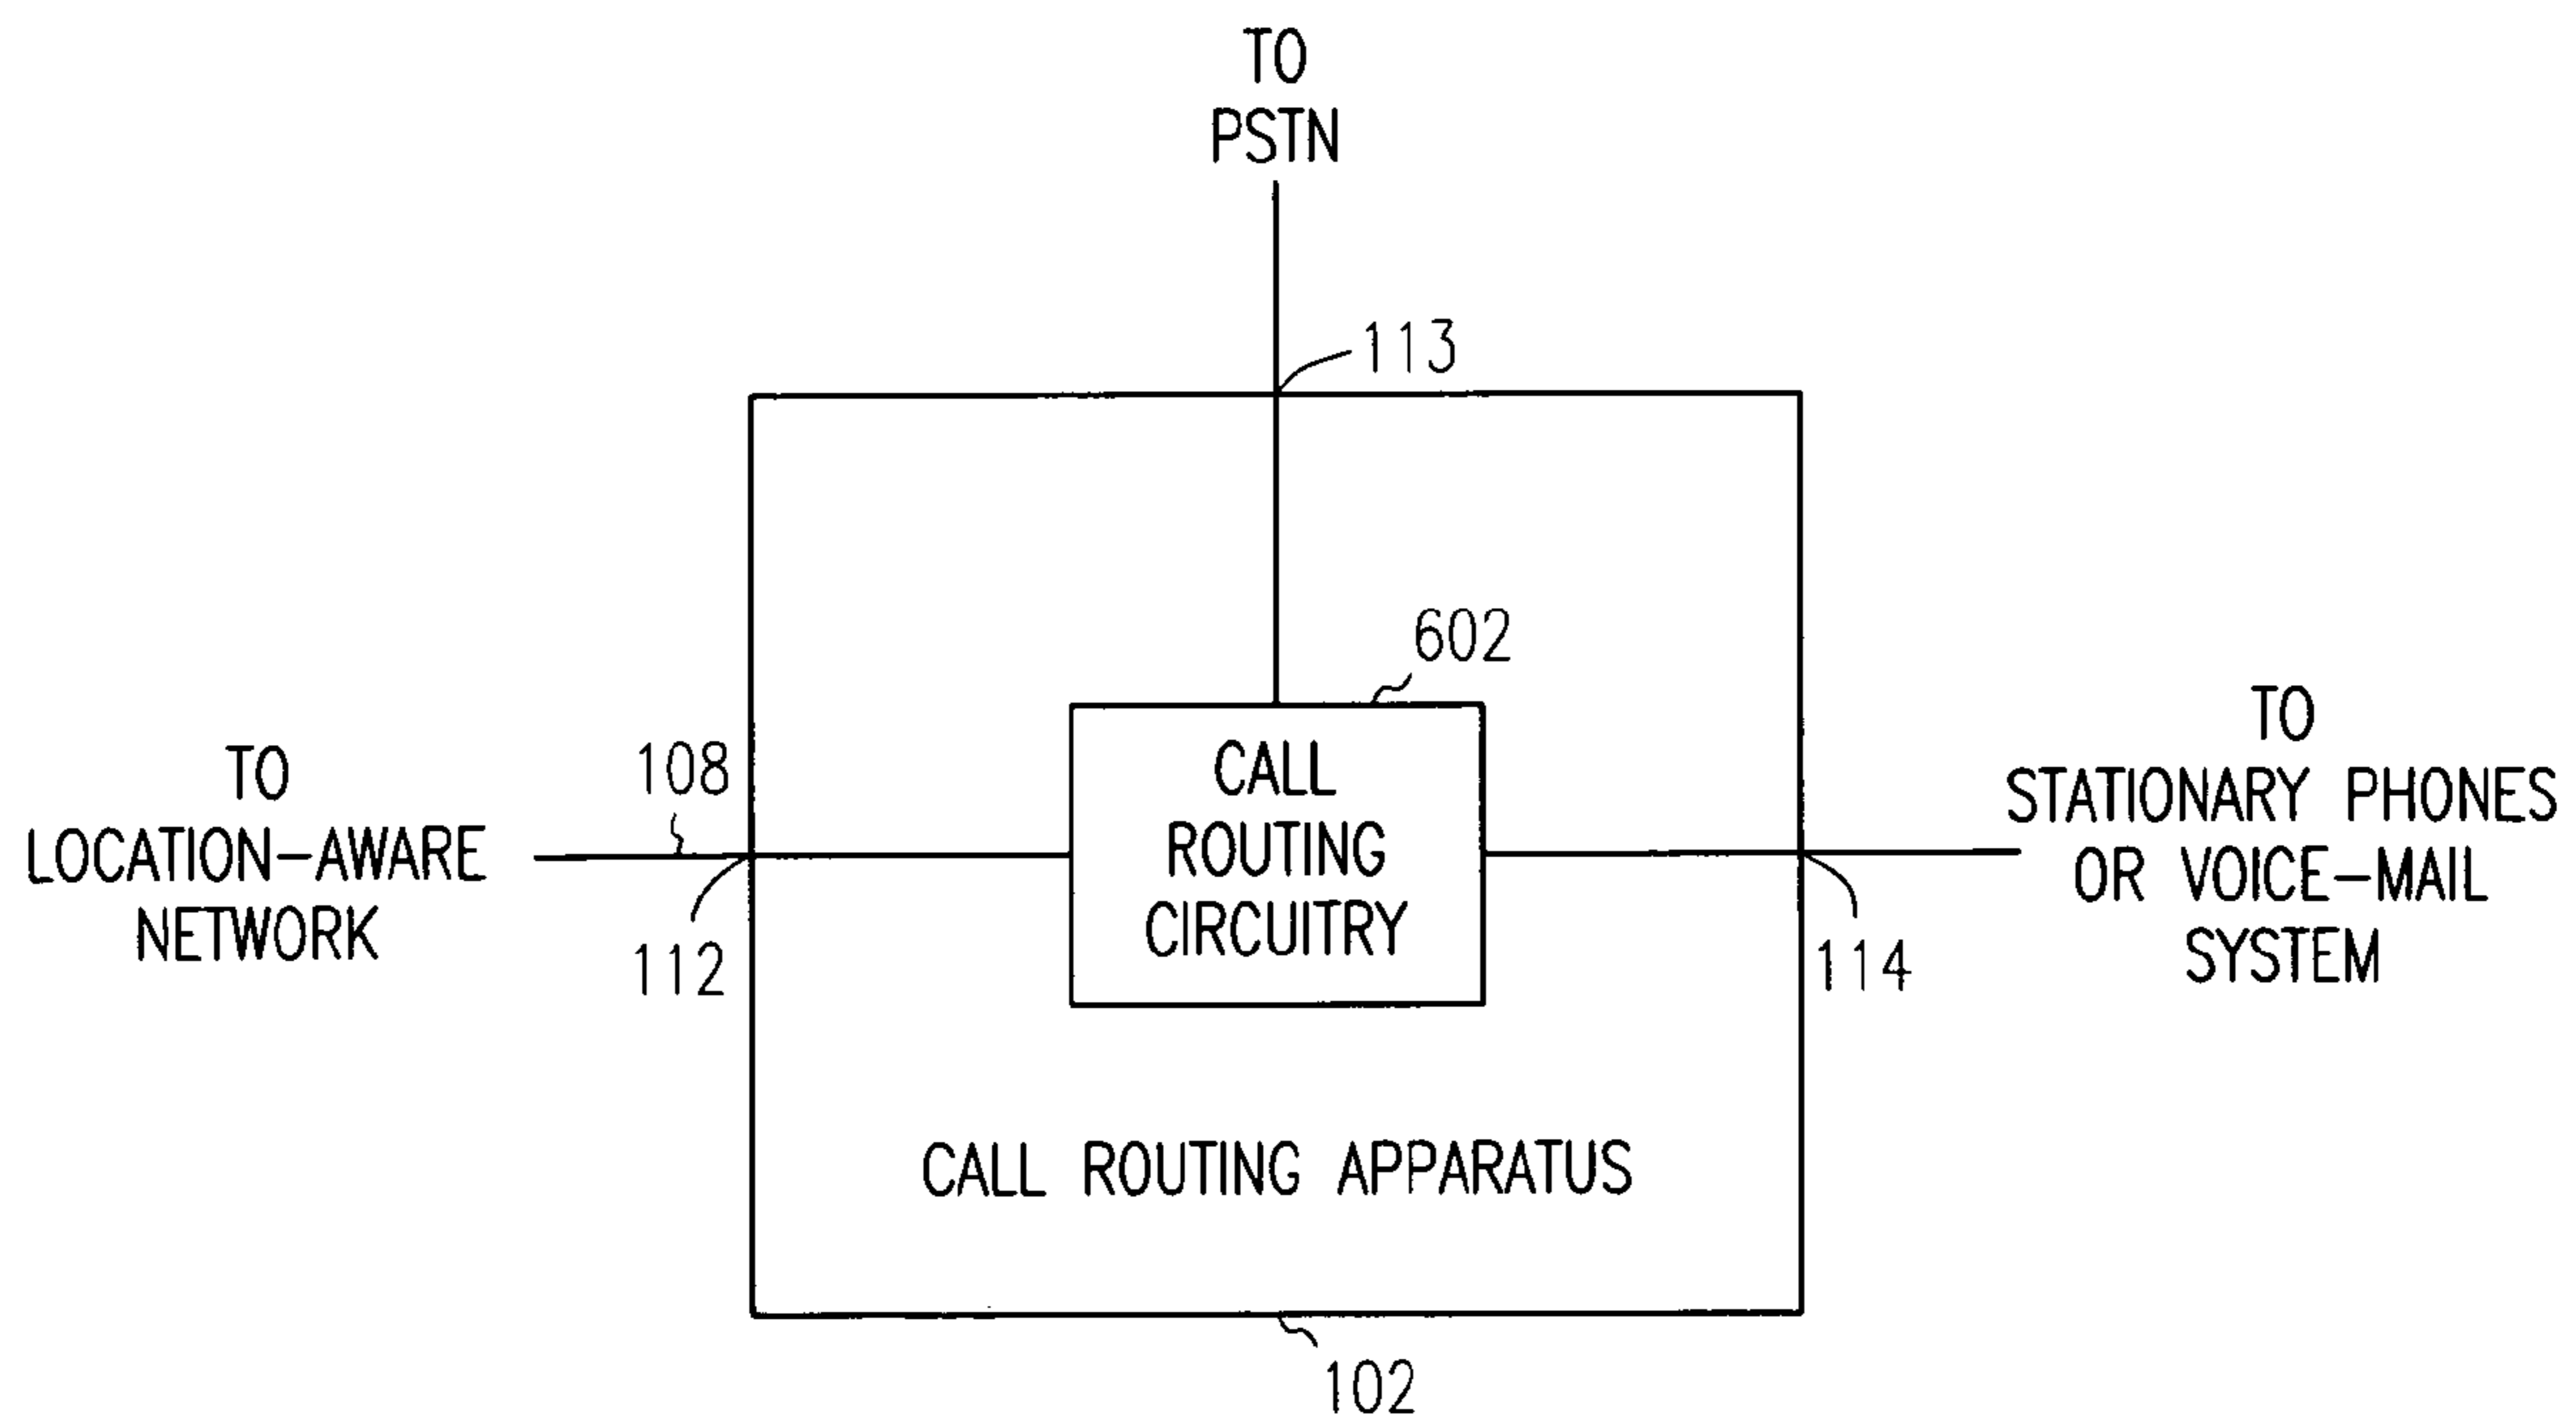 TO
PSTN
113
602
TO
LOCATION-AWARE
NETWORK
108
112
CALL
ROUTING
CIRCUITRY
TO
STATIONARY PHONES
OR VOICE-MAIL
SYSTEM
114
CALL ROUTING APPARATUS
102